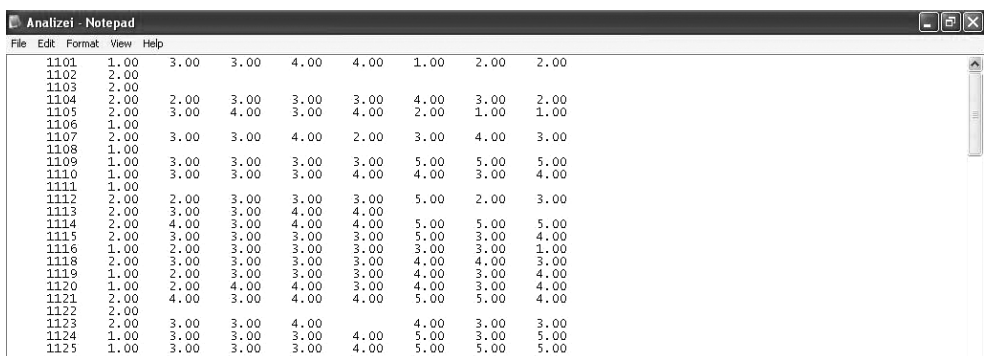 Analizei - Notepad
File Edit Format View Help
1101 1.00 3.00 3.00 4.00 4.00 1.00 2.00 2.00
1102 2.00
1103 2.00
1104 2.00 2.00 3.00 3.00 3.00 4.00 3.00 2.00
1105 2.00 3.00 4.00 3.00 4.00 2.00 1.00 1.00
1106 1.00
1107 2.00 3.00 3.00 4.00 2.00 3.00 4.00 3.00
1108 1.00
1109 1.00 3.00 3.00 3.00 3.00 5.00 5.00 5.00
1110 1.00 3.00 3.00 3.00 4.00 4.00 3.00 4.00
1111 1.00
1112 2.00 2.00 3.00 3.00 3.00 5.00 2.00 3.00
1113 2.00 3.00 3.00 4.00 4.00
1114 2.00 4.00 3.00 4.00 4.00 5.00 5.00 5.00
1115 2.00 3.00 3.00 3.00 3.00 5.00 3.00 4.00
1116 1.00 2.00 3.00 3.00 3.00 3.00 3.00 1.00
1118 2.00 3.00 3.00 3.00 3.00 4.00 4.00 3.00
1119 1.00 2.00 3.00 3.00 3.00 4.00 3.00 4.00
1120 1.00 2.00 4.00 4.00 3.00 4.00 3.00 4.00
1121 2.00 4.00 3.00 4.00 4.00 5.00 5.00 4.00
1122 2.00
1123 2.00 3.00 3.00 4.00 4.00 3.00 3.00
1124 1.00 3.00 3.00 3.00 4.00 5.00 3.00 5.00
1125 1.00 3.00 3.00 3.00 4.00 5.00 5.00 5.00